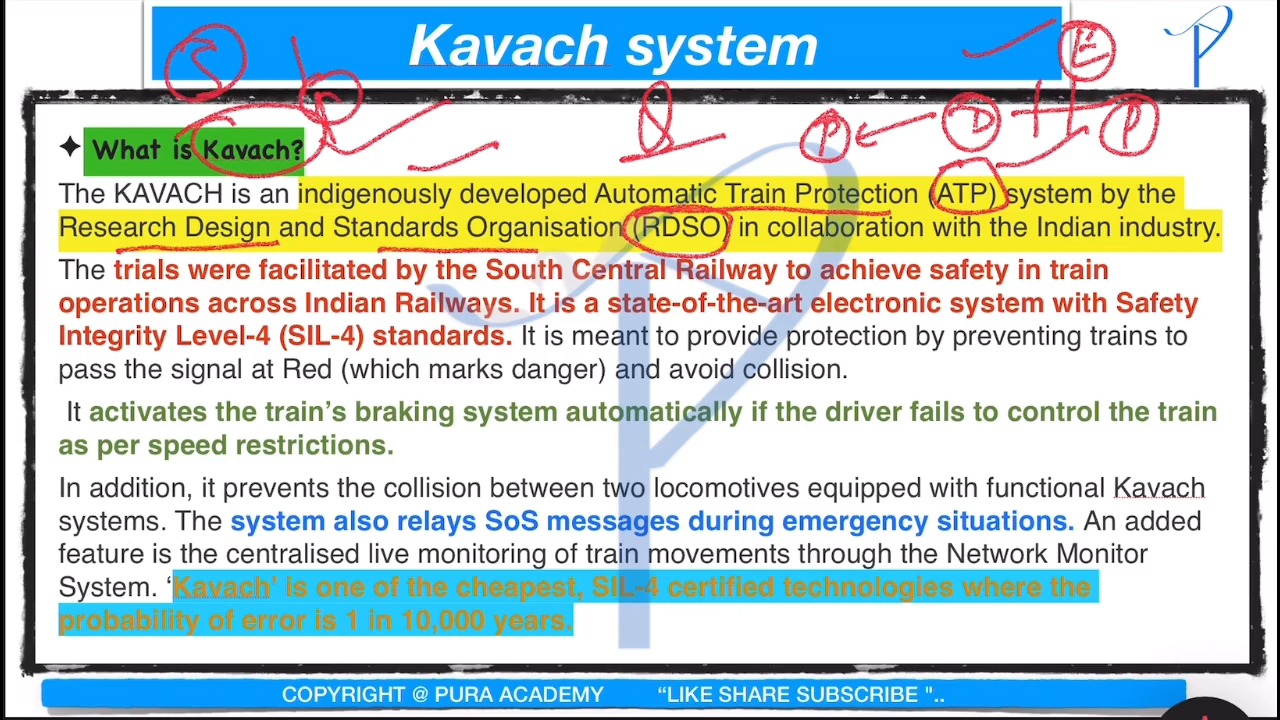 Kavach system
What is Kavach?
The KAVACH is an indigenously developed Automatic Train Protection (ATP) system by the
Research Design and Standards Organisation (RDSO) in collaboration with the Indian industry.
The trials were facilitated by the South Central Railway to achieve safety in train
operations across Indian Railways. It is a state-of-the-art electronic system with Safety
Integrity Level-4 (SIL-4) standards. It is meant to provide protection by preventing trains to
pass the signal at Red (which marks danger) and avoid collision.
It activates the train's braking system automatically if the driver fails to control the train
as per speed restrictions.
In addition, it prevents the collision between two locomotives equipped with functional Kavach
systems. The system also relays SoS messages during emergency situations. An added
feature is the centralised live monitoring of train movements through the Network Monitor
System. ‘Kavach’ is one of the cheapest, SIL-4 certified technologies where the
probability of error is 1 in 10,000 years.
COPYRIGHT @ PURA ACADEMY “LIKE SHARE SUBSCRIBE "..